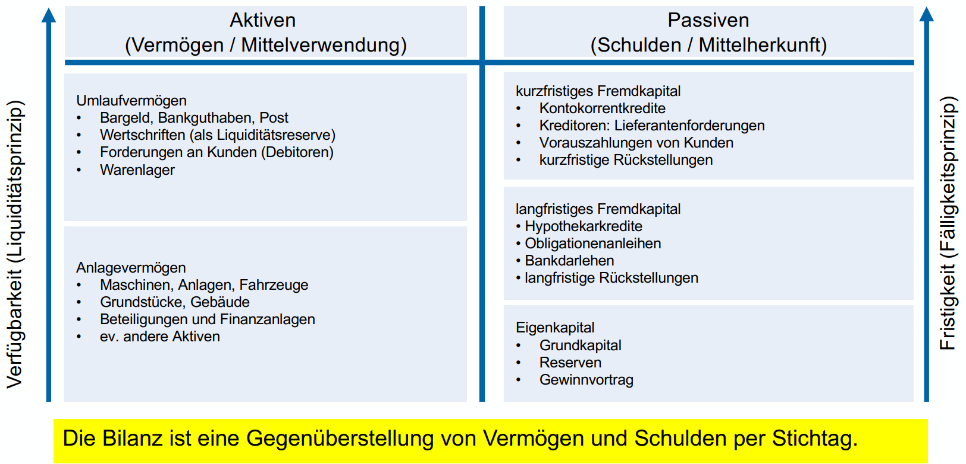 Aktiven
(Vermögen / Mittelverwendung)
Passiven
(Schulden / Mittelherkunft)
Verfügbarkeit (Liquiditätsprinzip)
Umlaufvermögen
• Bargeld, Bankguthaben, Post
• Wertschriften (als Liquiditätsreserve)
• Forderungen an Kunden (Debitoren)
• Warenlager
Anlagevermögen
• Maschinen, Anlagen, Fahrzeuge
• Grundstücke, Gebäude
• Beteiligungen und Finanzanlagen
• ev. andere Aktiven
kurzfristiges Fremdkapital
• Kontokorrentkredite
• Kreditoren: Lieferantenforderungen
• Vorauszahlungen von Kunden
• kurzfristige Rückstellungen
langfristiges Fremdkapital
• Hypothekarkredite
• Obligationenanleihen
• Bankdarlehen
• langfristige Rückstellungen
Eigenkapital
• Grundkapital
• Reserven
• Gewinnvortrag
Fristigkeit (Fälligkeitsprinzip)
Die Bilanz ist eine Gegenüberstellung von Vermögen und Schulden per Stichtag.